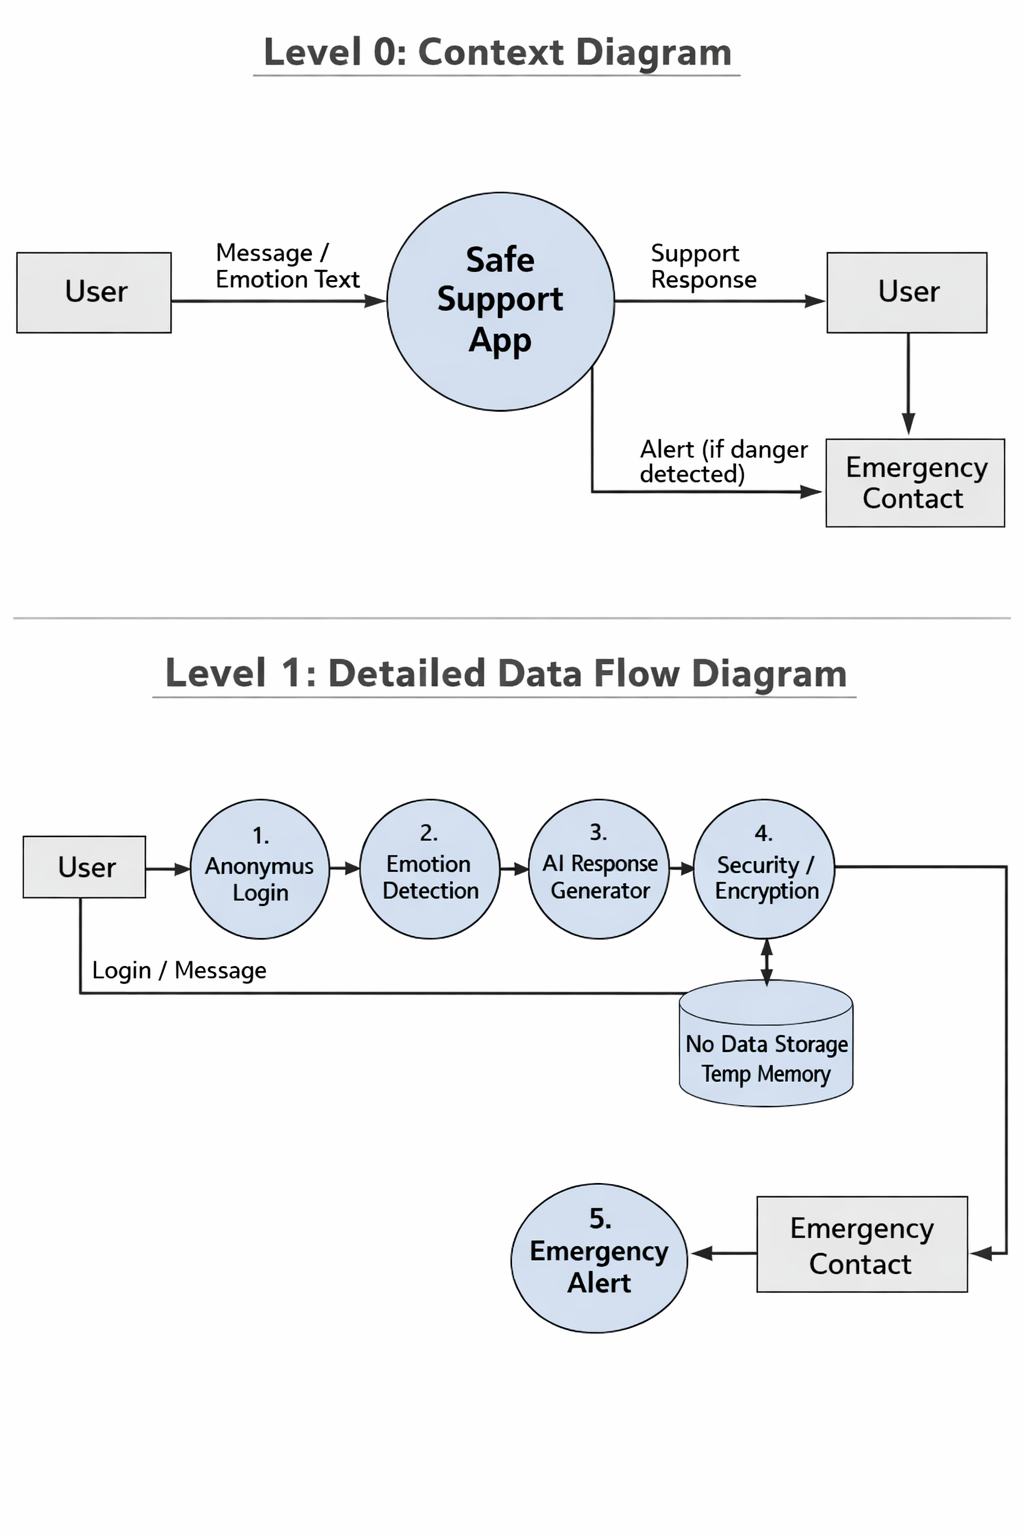 Level 0: Context Diagram
User
Message /
Emotion Text
Safe
Support
App
Support
Response
User
Alert (if danger
detected)
Emergency
Contact
Level 1: Detailed Data Flow Diagram
User
1.
Anonymus
Login
2.
Emotion
Detection
3.
AI Response
Generator
4.
Security /
Encryption
Login / Message
No Data Storage
Temp Memory
5.
Emergency
Alert
Emergency
Contact